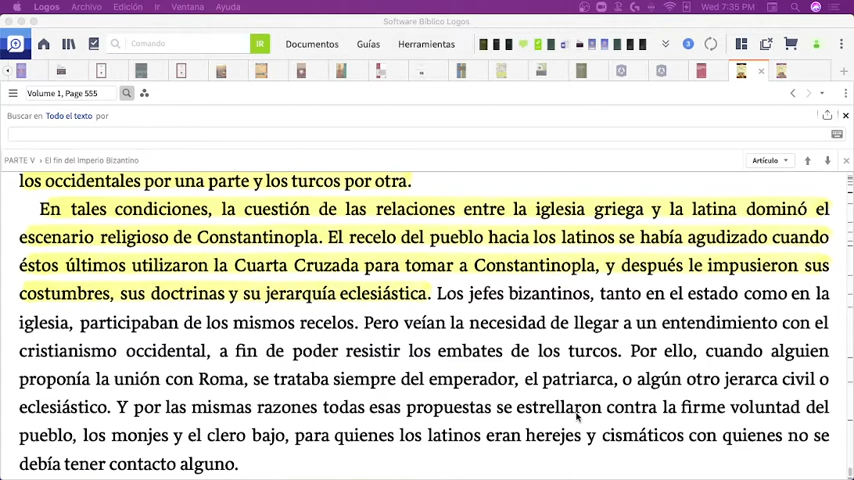 Logos Archivo Edición Ir Ventana Ayuda Wed 7:35 PM
Software Bíblico Logos
Comando IR Documentos Guías Herramientas 3
Volume 1, Page 555
Buscar en Todo el texto por
PARTE V › El fin del Imperio Bizantino Artículo
los occidentales por una parte y los turcos por otra.
En tales condiciones, la cuestión de las relaciones entre la iglesia griega y la latina dominó el
escenario religioso de Constantinopla. El recelo del pueblo hacia los latinos se había agudizado cuando
éstos últimos utilizaron la Cuarta Cruzada para tomar a Constantinopla, y después le impusieron sus
costumbres, sus doctrinas y su jerarquía eclesiástica. Los jefes bizantinos, tanto en el estado como en la
iglesia, participaban de los mismos recelos. Pero veían la necesidad de llegar a un entendimiento con el
cristianismo occidental, a fin de poder resistir los embates de los turcos. Por ello, cuando alguien
proponía la unión con Roma, se trataba siempre del emperador, el patriarca, o algún otro jerarca civil o
eclesiástico. Y por las mismas razones todas esas propuestas se estrellaron contra la firme voluntad del
pueblo, los monjes y el clero bajo, para quienes los latinos eran herejes y cismáticos con quienes no se
debía tener contacto alguno.